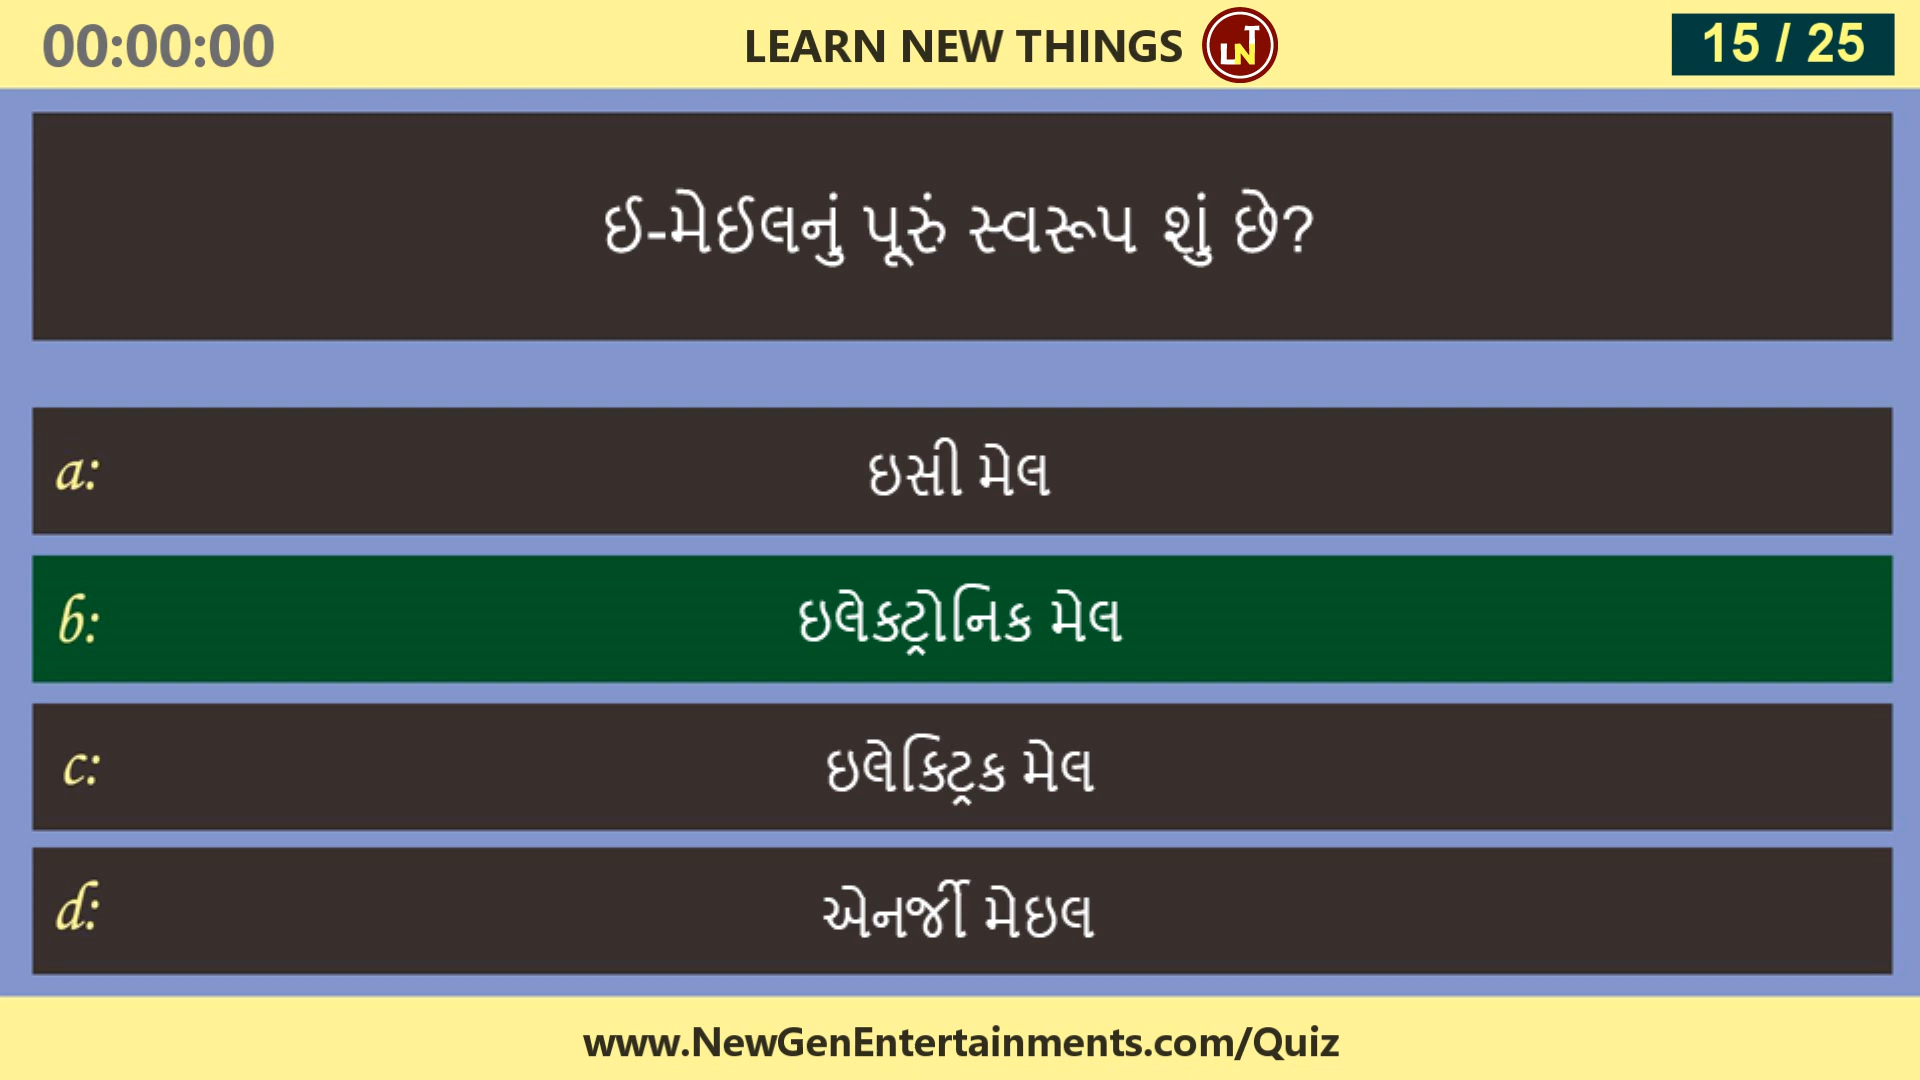 00:00:00
LEARN NEW THINGS
LNT
15 / 25
ઈ-મેઈલનું પૂરું સ્વરૂપ શું છે?
a: ઇસી મેલ
b: ઇલેક્ટ્રોનિક મેલ
c: ઇલેક્ટ્રિક મેલ
d: એનર્જી મેઇલ
www.NewGenEntertainments.com/Quiz